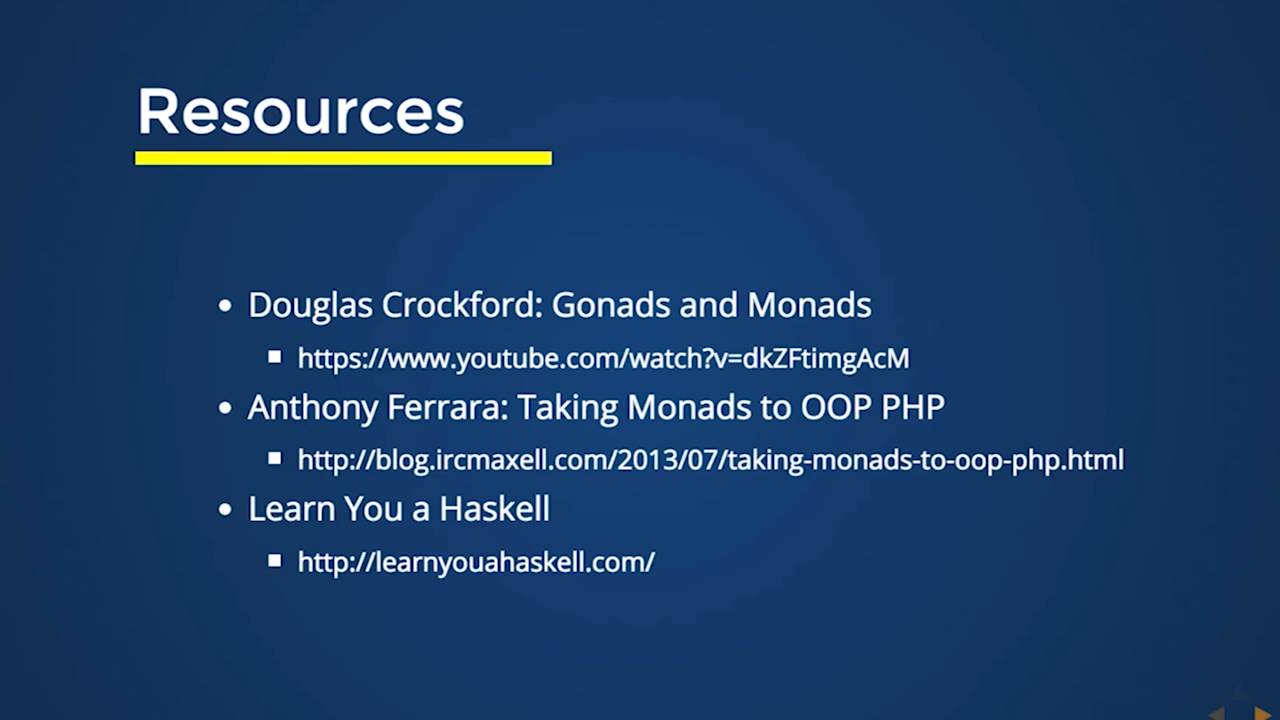 Resources
Douglas Crockford: Gonads and Monads
https://www.youtube.com/watch?v=dkZFtimgAcM
Anthony Ferrara: Taking Monads to OOP PHP
http://blog.ircmaxell.com/2013/07/taking-monads-to-oop-php.html
Learn You a Haskell
http://learnyouahaskell.com/